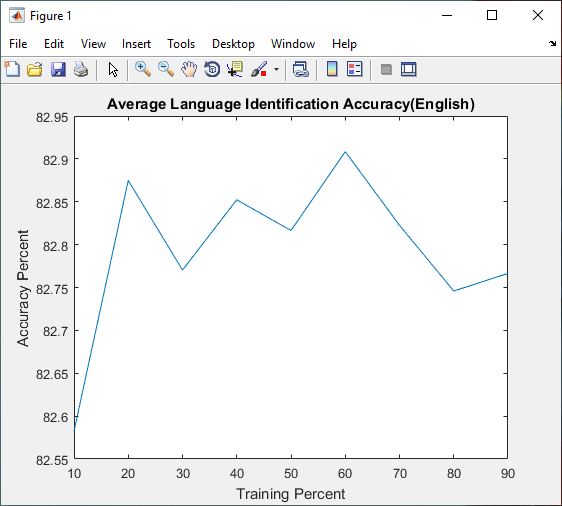 Figure 1
File Edit View Insert Tools Desktop Window Help
Average Language Identification Accuracy(English)
82.95
82.9
82.85
82.8
82.75
82.7
82.65
82.6
82.55
Accuracy Percent
10 20 30 40 50 60 70 80 90
Training Percent